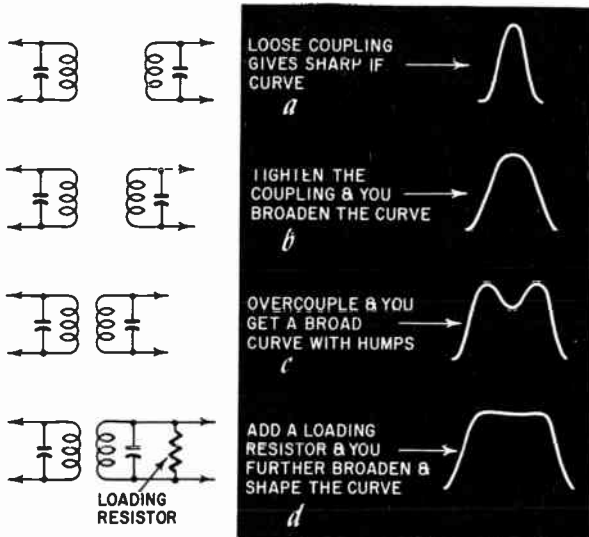 LOOSE COUPLING
GIVES SHARP IF
CURVE
a
TIGHTEN THE
COUPLING & YOU
BROADEN THE CURVE
b
OVERCOUPLE & YOU
GET A BROAD
CURVE WITH HUMPS
c
ADD A LOADING
RESISTOR & YOU
FURTHER BROADEN &
SHAPE THE CURVE
d
LOADING
RESISTOR